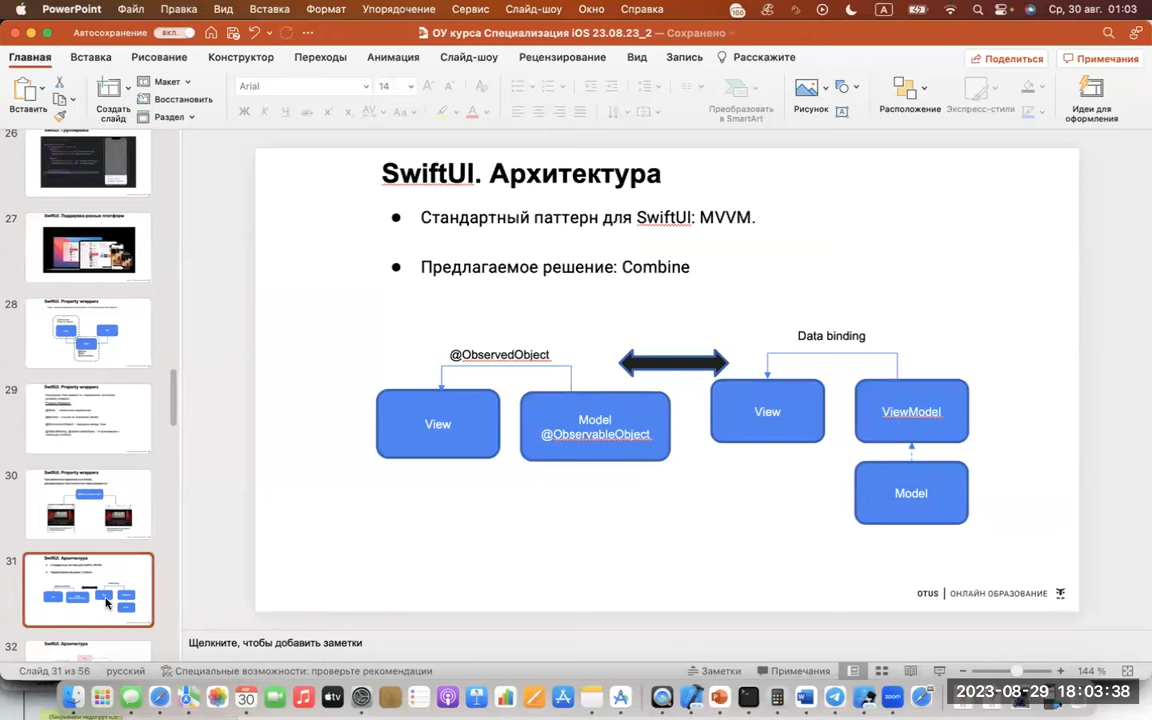 PowerPoint Файл Правка Вид Вставка Формат Упорядочение Сервис Слайд-шоу Окно Справка 100 A Ср, 30 авг. 01:03
Автосохранение вкл. ОУ курса Специализация iOS 23.08.23_2 — Сохранено
Главная Вставка Рисование Конструктор Переходы Анимация Слайд-шоу Рецензирование Вид Запись Расскажите Поделиться Примечания
Вставить
Создать слайд
Макет
Восстановить
Раздел
Arial 14
Преобразовать в SmartArt
Рисунок
Расположение
Экспресс-стили
Идеи для оформления
26
27
SwiftUI. Поддержка разных платформ
28
SwiftUI. Property wrappers
29
SwiftUI. Property wrappers
30
SwiftUI. Property wrappers
31
SwiftUI. Архитектура
32
SwiftUI. Архитектура
SwiftUI. Архитектура
● Стандартный паттерн для SwiftUI: MVVM.
● Предлагаемое решение: Combine
Data binding
@ObservedObject
View
Model
@ObservableObject
View
ViewModel
Model
OTUS | ОНЛАЙН ОБРАЗОВАНИЕ
Щелкните, чтобы добавить заметки
Слайд 31 из 56 русский Специальные возможности: проверьте рекомендации Заметки Примечания 144 %
30
tv
zoom
2023-08-29 18:03:38